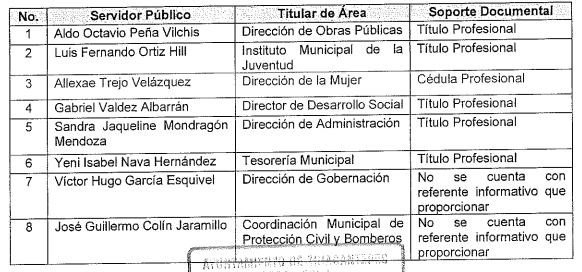 No. Servidor Público Titular de Área Soporte Documental
1 Aldo Octavio Peña Vilchis Dirección de Obras Públicas Título Profesional
2 Luis Fernando Ortiz Hill Instituto Municipal de la Juventud Título Profesional
3 Allexae Trejo Velázquez Dirección de la Mujer Cédula Profesional
4 Gabriel Valdez Albarrán Director de Desarrollo Social Título Profesional
5 Sandra Jaqueline Mondragón Mendoza Dirección de Administración Título Profesional
6 Yeni Isabel Nava Hernández Tesorería Municipal Título Profesional
7 Víctor Hugo García Esquivel Dirección de Gobernación No se cuenta con referente informativo que proporcionar
8 José Guillermo Colín Jaramillo Coordinación Municipal de Protección Civil y Bomberos No se cuenta con referente informativo que proporcionar
AYUNTAMIENTO DE